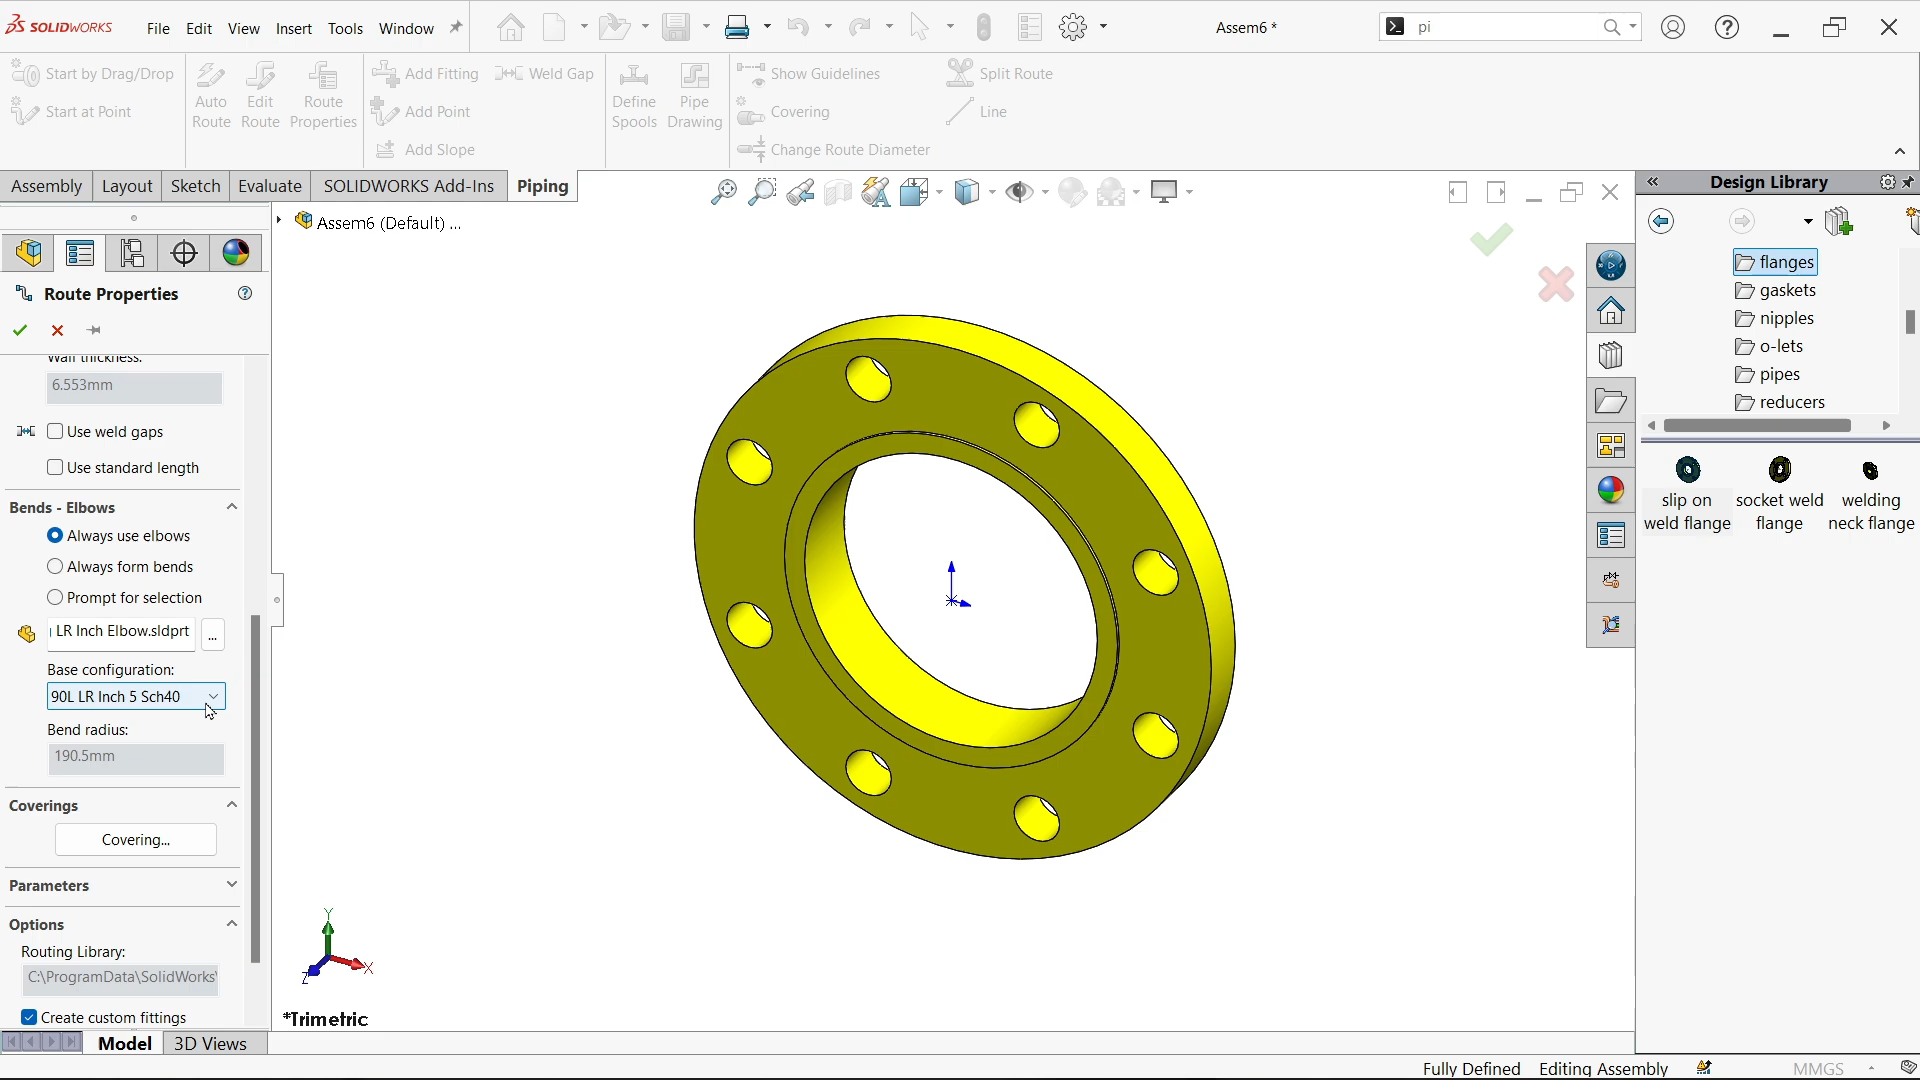 SOLIDWORKS
File Edit View Insert Tools Window
Assem6 *
pi
Start by Drag/Drop
Start at Point
Auto Route
Edit Route
Route Properties
Add Fitting
Weld Gap
Add Point
Add Slope
Define Spools
Pipe Drawing
Show Guidelines
Covering
Change Route Diameter
Split Route
Line
Assembly Layout Sketch Evaluate SOLIDWORKS Add-Ins Piping
Assem6 (Default) ...
Route Properties
Wall thickness:
6.553mm
Use weld gaps
Use standard length
Bends - Elbows
Always use elbows
Always form bends
Prompt for selection
LR Inch Elbow.sldprt
...
Base configuration:
90L LR Inch 5 Sch40
Bend radius:
190.5mm
Coverings
Covering...
Parameters
Options
Routing Library:
C:\ProgramData\SolidWorks\
Create custom fittings
Y
X
Z
*Trimetric
Model 3D Views
Design Library
flanges
gaskets
nipples
o-lets
pipes
reducers
slip on weld flange
socket weld flange
welding neck flange
Fully Defined Editing Assembly MMGS